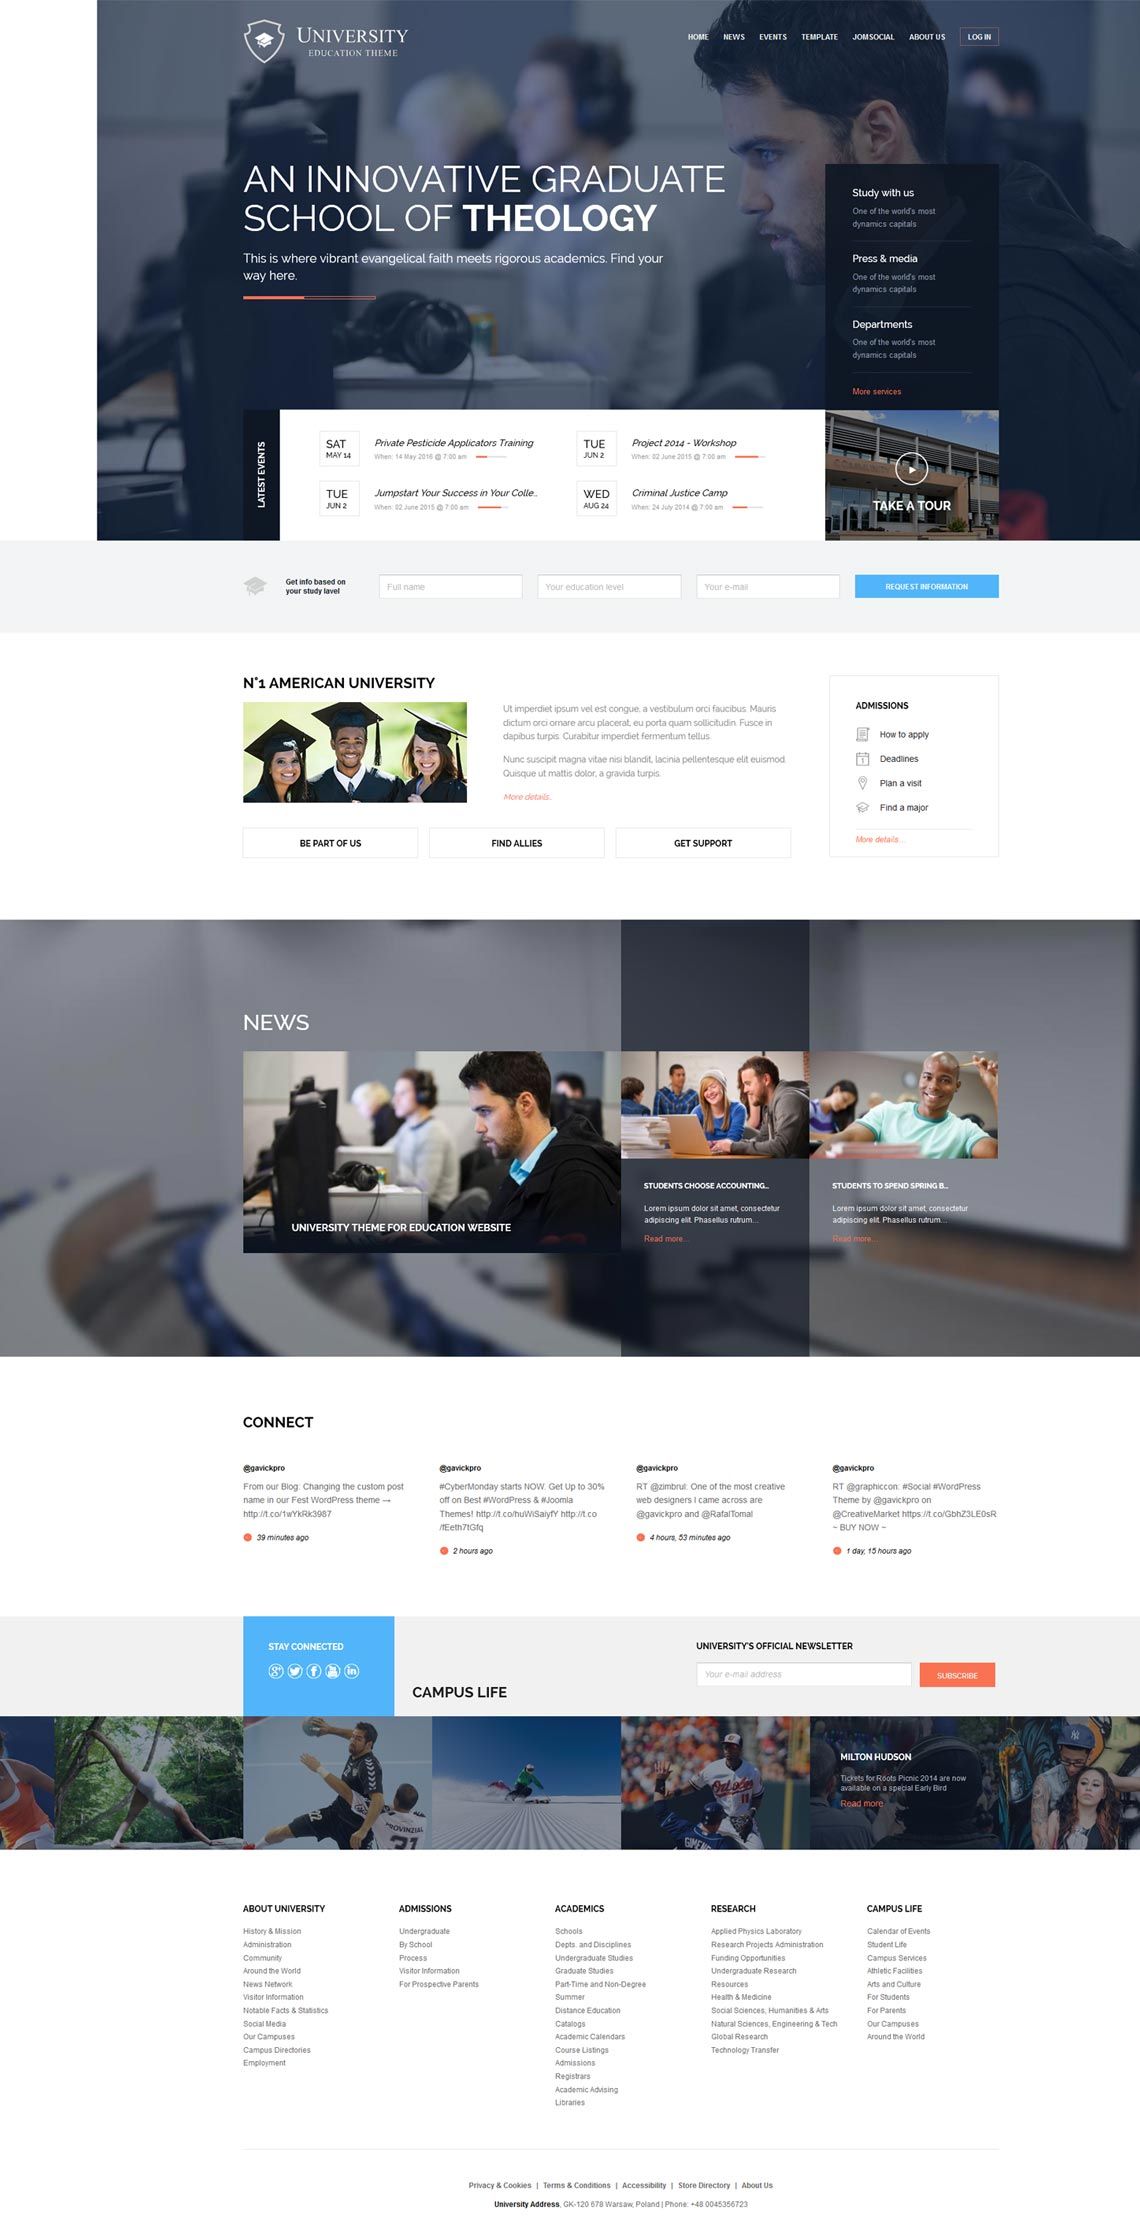 UNIVERSITY
EDUCATION THEME
HOME NEWS EVENTS TEMPLATE JOMSOCIAL ABOUT US LOG IN
AN INNOVATIVE GRADUATE
SCHOOL OF THEOLOGY
This is where vibrant evangelical faith meets rigorous academics. Find your
way here.
Study with us
One of the world's most
dynamics capitals
Press & media
One of the world's most
dynamics capitals
Departments
One of the world's most
dynamics capitals
More services
LATEST EVENTS
SAT
MAY 14
Private Pesticide Applicators Training
When: 14 May 2016 @ 7:00 am
TUE
JUN 2
Project 2014 - Workshop
When: 02 June 2015 @ 7:00 am
TUE
JUN 2
Jumpstart Your Success in Your Colle...
When: 02 June 2015 @ 7:00 am
WED
AUG 24
Criminal Justice Camp
When: 24 July 2014 @ 7:00 am
TAKE A TOUR
Get info based on
your study lavel
Full name
Your education level
Your e-mail
REQUEST INFORMATION
N°1 AMERICAN UNIVERSITY
Ut imperdiet ipsum vel est congue, a vestibulum orci faucibus. Mauris
dictum orci ornare arcu placerat, eu porta quam sollicitudin. Fusce in
dapibus turpis. Curabitur imperdiet fermentum tellus.
Nunc suscipit magna vitae nisi blandit, lacinia pellentesque elit euismod.
Quisque ut mattis dolor, a gravida turpis.
More details..
BE PART OF US
FIND ALLIES
GET SUPPORT
ADMISSIONS
How to apply
Deadlines
Plan a visit
Find a major
More details...
NEWS
UNIVERSITY THEME FOR EDUCATION WEBSITE
STUDENTS CHOOSE ACCOUNTING...
Lorem ipsum dolor sit amet, consectetur
adipiscing elit. Phasellus rutrum...
Read more...
STUDENTS TO SPEND SPRING B...
Lorem ipsum dolor sit amet, consectetur
adipiscing elit. Phasellus rutrum...
Read more...
CONNECT
@gavickpro
From our Blog: Changing the custom post
name in our Fest WordPress theme →
http://t.co/1wYkRk3987
39 minutes ago
@gavickpro
#CyberMonday starts NOW. Get Up to 30%
off on Best #WordPress & #Joomla
Themes! http://t.co/huWiSaiyfY http://t.co
/fEeth7tGfq
2 hours ago
@gavickpro
RT @zimbrul: One of the most creative
web designers I came across are
@gavickpro and @RafalTomal
4 hours, 53 minutes ago
@gavickpro
RT @graphiccon: #Social #WordPress
Theme by @gavickpro on
@CreativeMarket https://t.co/GbhZ3LE0sR
~ BUY NOW ~
1 day, 15 hours ago
STAY CONNECTED
CAMPUS LIFE
UNIVERSITY'S OFFICIAL NEWSLETTER
Your e-mail address
SUBSCRIBE
PROVINZIAL
31
Orioles
11
GIMENEZ
MILTON HUDSON
Tickets for Roots Picnic 2014 are now
available on a special Early Bird
Read more
ABOUT UNIVERSITY
History & Mission
Administration
Community
Around the World
News Network
Visitor Information
Notable Facts & Statistics
Social Media
Our Campuses
Campus Directories
Employment
ADMISSIONS
Undergraduate
By School
Process
Visitor Information
For Prospective Parents
ACADEMICS
Schools
Depts. and Disciplines
Undergraduate Studies
Graduate Studies
Part-Time and Non-Degree
Summer
Distance Education
Catalogs
Academic Calendars
Course Listings
Admissions
Registrars
Academic Advising
Libraries
RESEARCH
Applied Physics Laboratory
Research Projects Administration
Funding Opportunities
Undergraduate Research
Resources
Health & Medicine
Social Sciences, Humanities & Arts
Natural Sciences, Engineering & Tech
Global Research
Technology Transfer
CAMPUS LIFE
Calendar of Events
Student Life
Campus Services
Athletic Facilities
Arts and Culture
For Students
For Parents
Our Campuses
Around the World
Privacy & Cookies | Terms & Conditions | Accessibility | Store Directory | About Us
University Address, GK-120 678 Warsaw, Poland | Phone: +48 0045356723